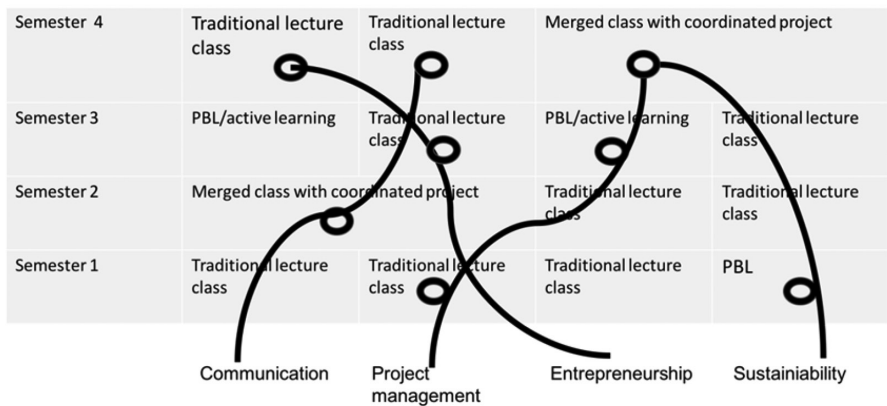 Semester 4
Traditional lecture
class
Traditional lecture
class
Merged class with coordinated project
Semester 3
PBL/active learning
Traditional lecture
class
PBL/active learning
Traditional lecture
class
Semester 2
Merged class with coordinated project
Traditional lecture
class
Traditional lecture
class
Semester 1
Traditional lecture
class
Traditional lecture
class
Traditional lecture
class
PBL
Communication
Project
management
Entrepreneurship
Sustainiability